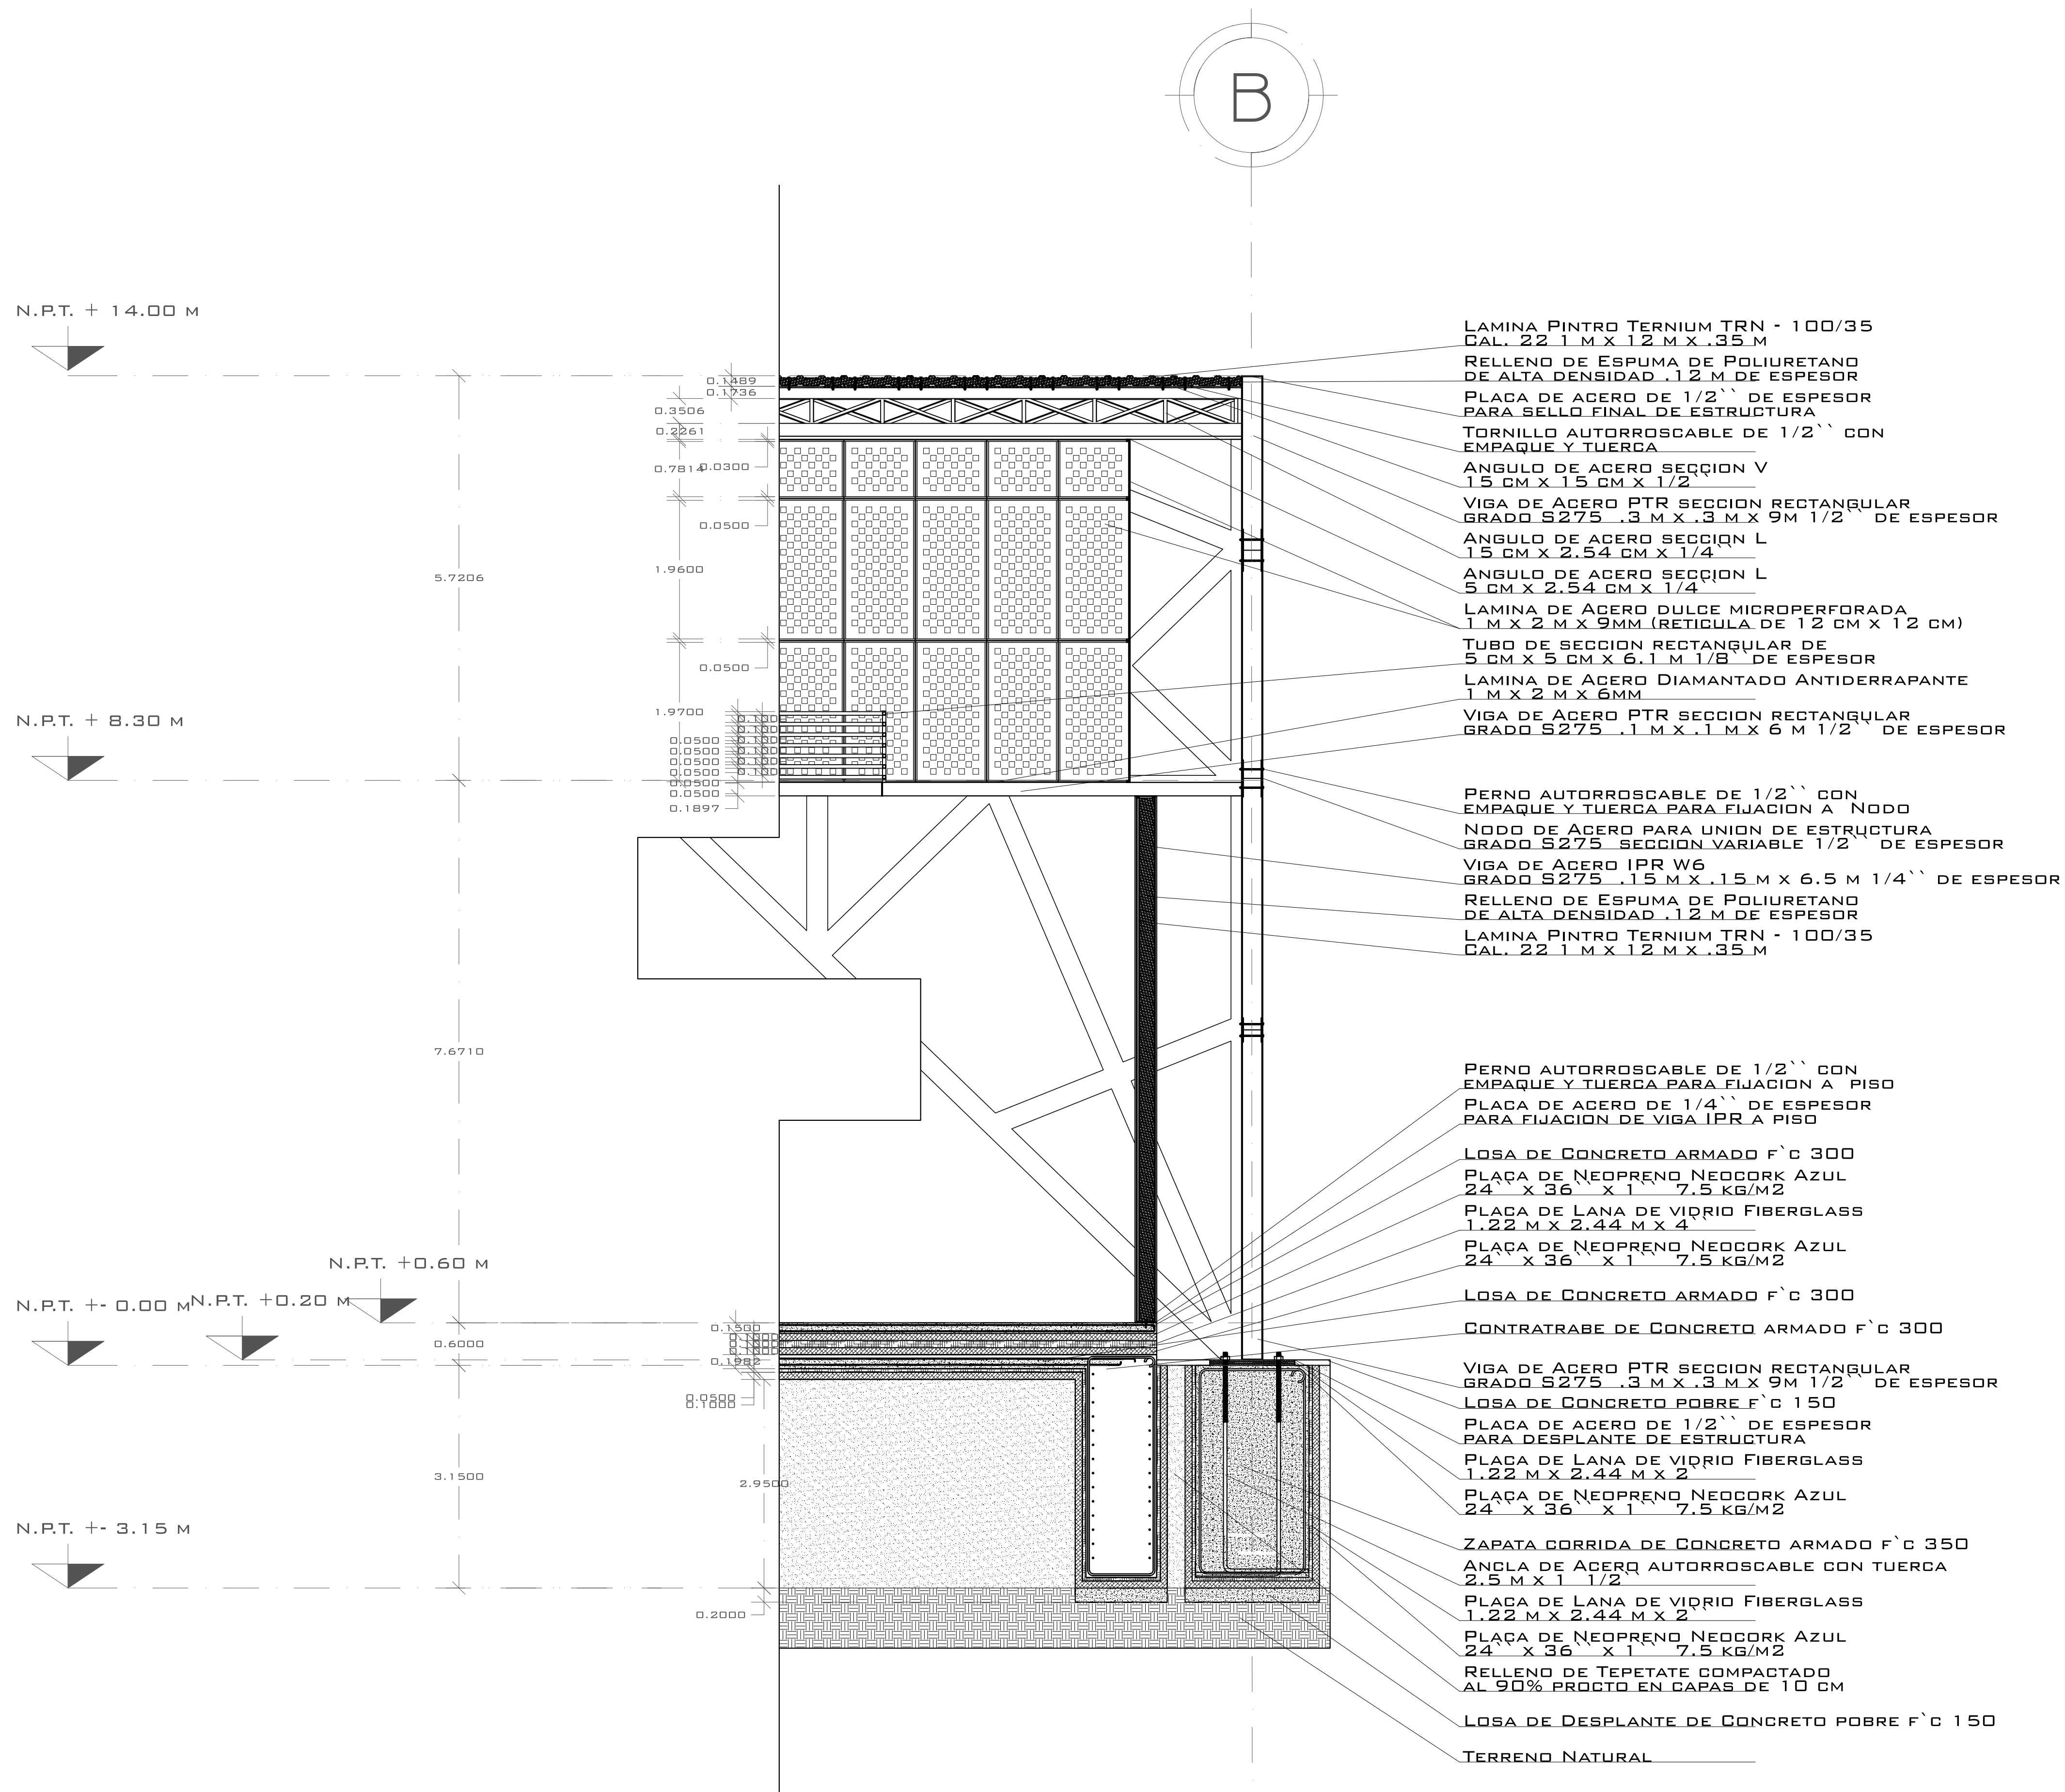 B
N.P.T. + 14.00 M
N.P.T. + 8.30 M
N.P.T. +0.60 M
N.P.T. +0.20 M
N.P.T. +- 0.00 M
N.P.T. +- 3.15 M
5.7206
7.6710
0.6000
3.1500
0.1489
0.1736
0.3506
0.2261
0.7814
0.0300
0.0500
1.9600
0.0500
1.9700
0.0500
0.0500
0.0500
0.0500
0.0500
0.0500
0.1897
0.1500
0.1982
0.0500
0.1000
2.9500
0.2000
LAMINA PINTRO TERNIUM TRN - 100/35
CAL. 22 1 M X 12 M X .35 M
RELLENO DE ESPUMA DE POLIURETANO
DE ALTA DENSIDAD .12 M DE ESPESOR
PLACA DE ACERO DE 1/2`` DE ESPESOR
PARA SELLO FINAL DE ESTRUCTURA
TORNILLO AUTORROSCABLE DE 1/2`` CON
EMPAQUE Y TUERCA
ANGULO DE ACERO SECCION V
15 CM X 15 CM X 1/2``
VIGA DE ACERO PTR SECCION RECTANGULAR
GRADO S275 .3 M X .3 M X 9M 1/2`` DE ESPESOR
ANGULO DE ACERO SECCION L
15 CM X 2.54 CM X 1/4``
ANGULO DE ACERO SECCION L
5 CM X 2.54 CM X 1/4``
LAMINA DE ACERO DULCE MICROPERFORADA
1 M X 2 M X 9MM (RETICULA DE 12 CM X 12 CM)
TUBO DE SECCION RECTANGULAR DE
5 CM X 5 CM X 6.1 M 1/8`` DE ESPESOR
LAMINA DE ACERO DIAMANTADO ANTIDERRAPANTE
1 M X 2 M X 6MM
VIGA DE ACERO PTR SECCION RECTANGULAR
GRADO S275 .1 M X .1 M X 6 M 1/2`` DE ESPESOR
PERNO AUTORROSCABLE DE 1/2`` CON
EMPAQUE Y TUERCA PARA FIJACION A NODO
NODO DE ACERO PARA UNION DE ESTRUCTURA
GRADO S275 SECCION VARIABLE 1/2`` DE ESPESOR
VIGA DE ACERO IPR W6
GRADO S275 .15 M X .15 M X 6.5 M 1/4`` DE ESPESOR
RELLENO DE ESPUMA DE POLIURETANO
DE ALTA DENSIDAD .12 M DE ESPESOR
LAMINA PINTRO TERNIUM TRN - 100/35
CAL. 22 1 M X 12 M X .35 M
PERNO AUTORROSCABLE DE 1/2`` CON
EMPAQUE Y TUERCA PARA FIJACION A PISO
PLACA DE ACERO DE 1/4`` DE ESPESOR
PARA FIJACION DE VIGA IPR A PISO
LOSA DE CONCRETO ARMADO F`C 300
PLACA DE NEOPRENO NEOCORK AZUL
24`` X 36`` X 1`` 7.5 KG/M2
PLACA DE LANA DE VIDRIO FIBERGLASS
1.22 M X 2.44 M X 4``
PLACA DE NEOPRENO NEOCORK AZUL
24`` X 36`` X 1`` 7.5 KG/M2
LOSA DE CONCRETO ARMADO F`C 300
CONTRATRABE DE CONCRETO ARMADO F`C 300
VIGA DE ACERO PTR SECCION RECTANGULAR
GRADO S275 .3 M X .3 M X 9M 1/2`` DE ESPESOR
LOSA DE CONCRETO POBRE F`C 150
PLACA DE ACERO DE 1/2`` DE ESPESOR
PARA DESPLANTE DE ESTRUCTURA
PLACA DE LANA DE VIDRIO FIBERGLASS
1.22 M X 2.44 M X 2``
PLACA DE NEOPRENO NEOCORK AZUL
24`` X 36`` X 1`` 7.5 KG/M2
ZAPATA CORRIDA DE CONCRETO ARMADO F`C 350
ANCLA DE ACERO AUTORROSCABLE CON TUERCA
2.5 M X 1 1/2``
PLACA DE LANA DE VIDRIO FIBERGLASS
1.22 M X 2.44 M X 2``
PLACA DE NEOPRENO NEOCORK AZUL
24`` X 36`` X 1`` 7.5 KG/M2
RELLENO DE TEPETATE COMPACTADO
AL 90% PROCTO EN CAPAS DE 10 CM
LOSA DE DESPLANTE DE CONCRETO POBRE F`C 150
TERRENO NATURAL